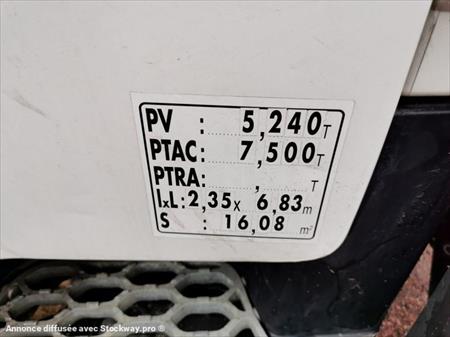 PV : 5,240 T
PTAC: 7,500 T
PTRA: , T
lxL: 2,35 x 6,83 m
S : 16,08 m²
Annonce diffusée avec Stockway.pro ®